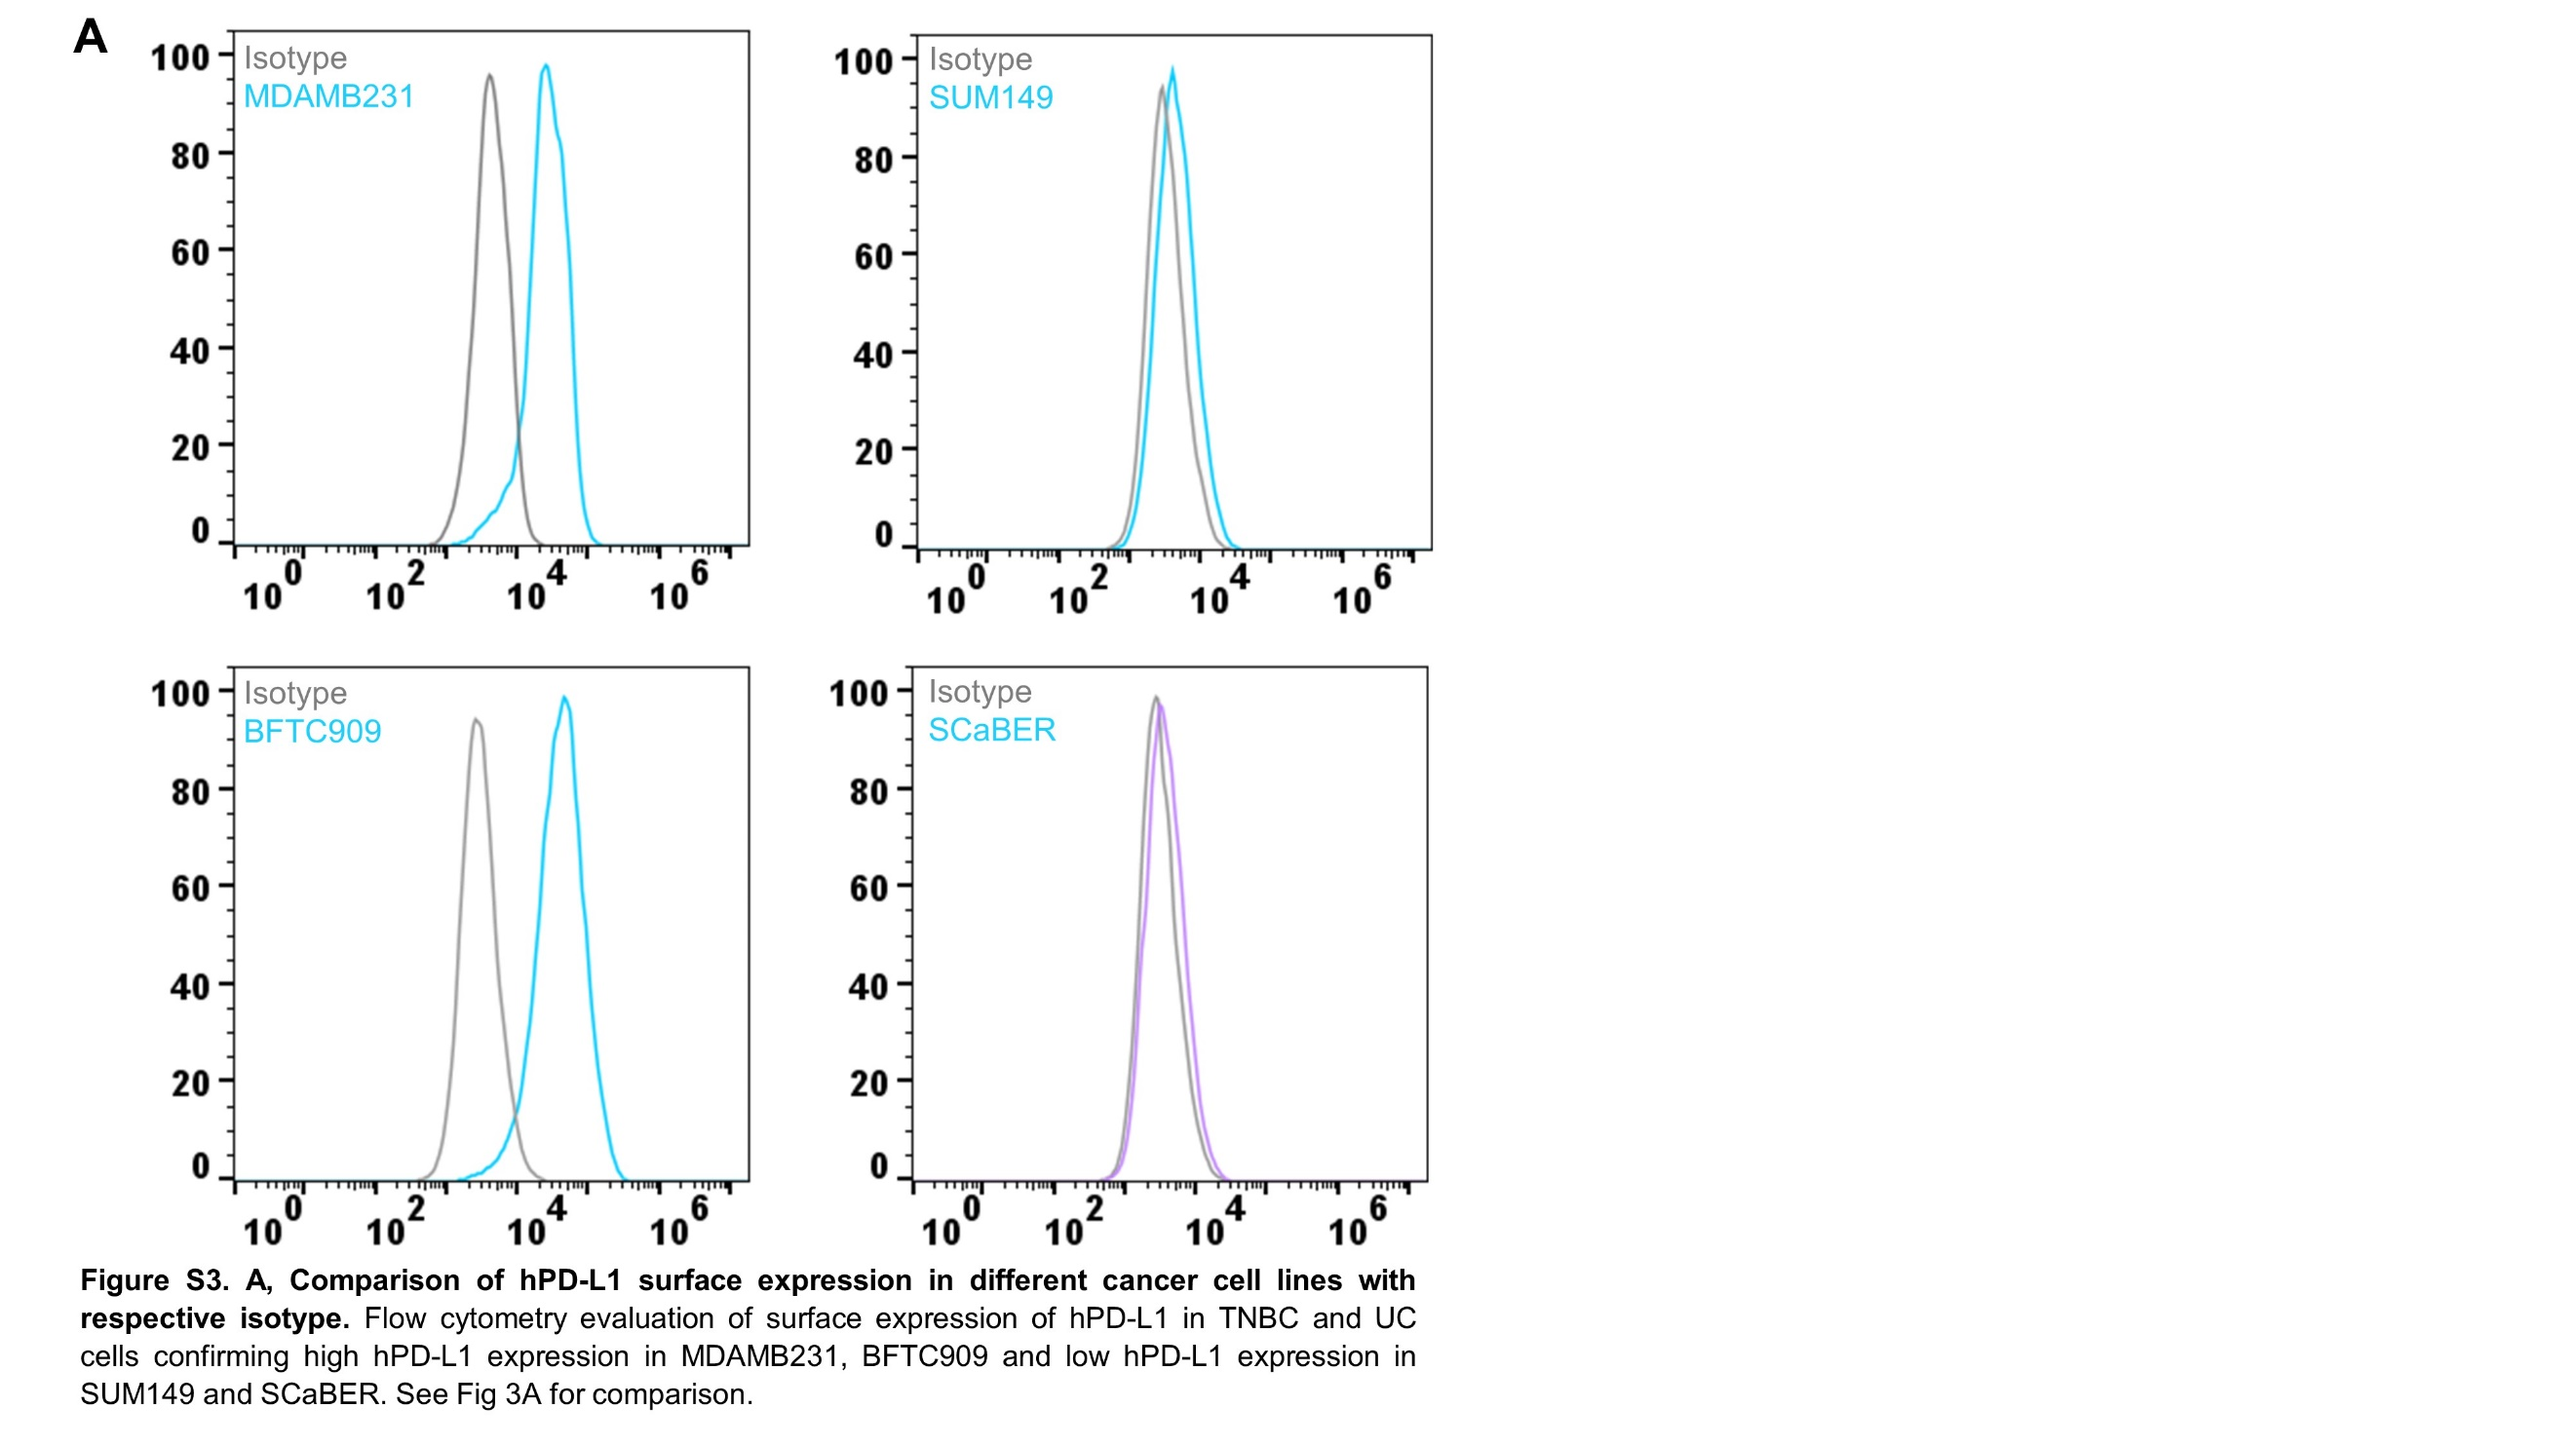 A
100
80
60
40
20
0
Isotype
MDAMB231
10^0 10^2 10^4 10^6
100
80
60
40
20
0
Isotype
SUM149
10^0 10^2 10^4 10^6
100
80
60
40
20
0
Isotype
BFTC909
10^0 10^2 10^4 10^6
100
80
60
40
20
0
Isotype
SCaBER
10^0 10^2 10^4 10^6
Figure S3. A, Comparison of hPD-L1 surface expression in different cancer cell lines with
respective isotype. Flow cytometry evaluation of surface expression of hPD-L1 in TNBC and UC
cells confirming high hPD-L1 expression in MDAMB231, BFTC909 and low hPD-L1 expression in
SUM149 and SCaBER. See Fig 3A for comparison.